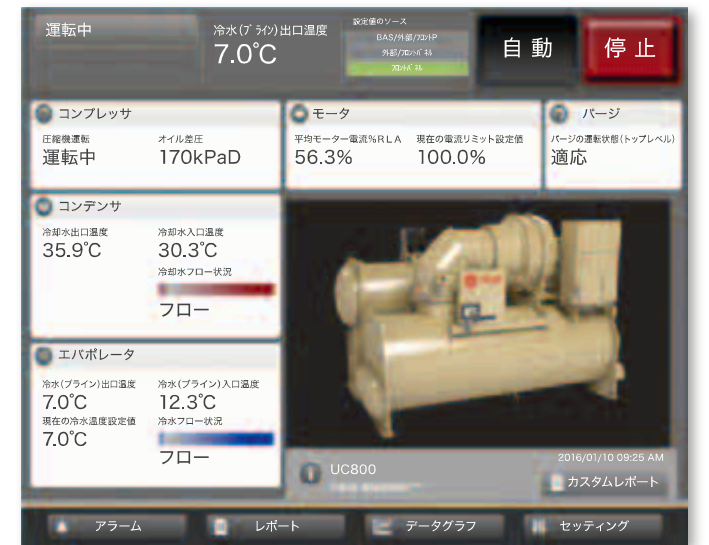 運転中
冷水(ブライン)出口温度
7.0℃
設定値のソース
BAS/外部/フロントP
外部/フロントパネル
フロントパネル
自動
停止
コンプレッサ
圧縮機運転
オイル差圧
運転中
170kPaD
モータ
平均モーター電流%RLA
現在の電流リミット設定値
56.3%
100.0%
パージ
パージの運転状態(トップレベル)
適応
コンデンサ
冷却水出口温度
冷却水入口温度
35.9℃
30.3℃
冷却水フロー状況
フロー
エバポレータ
冷水(ブライン)出口温度
冷水(ブライン)入口温度
7.0℃
12.3℃
現在の冷水温度設定値
冷水フロー状況
7.0℃
フロー
UC800
2016/01/10 09:25 AM
カスタムレポート
アラーム
レポート
データグラフ
セッティング